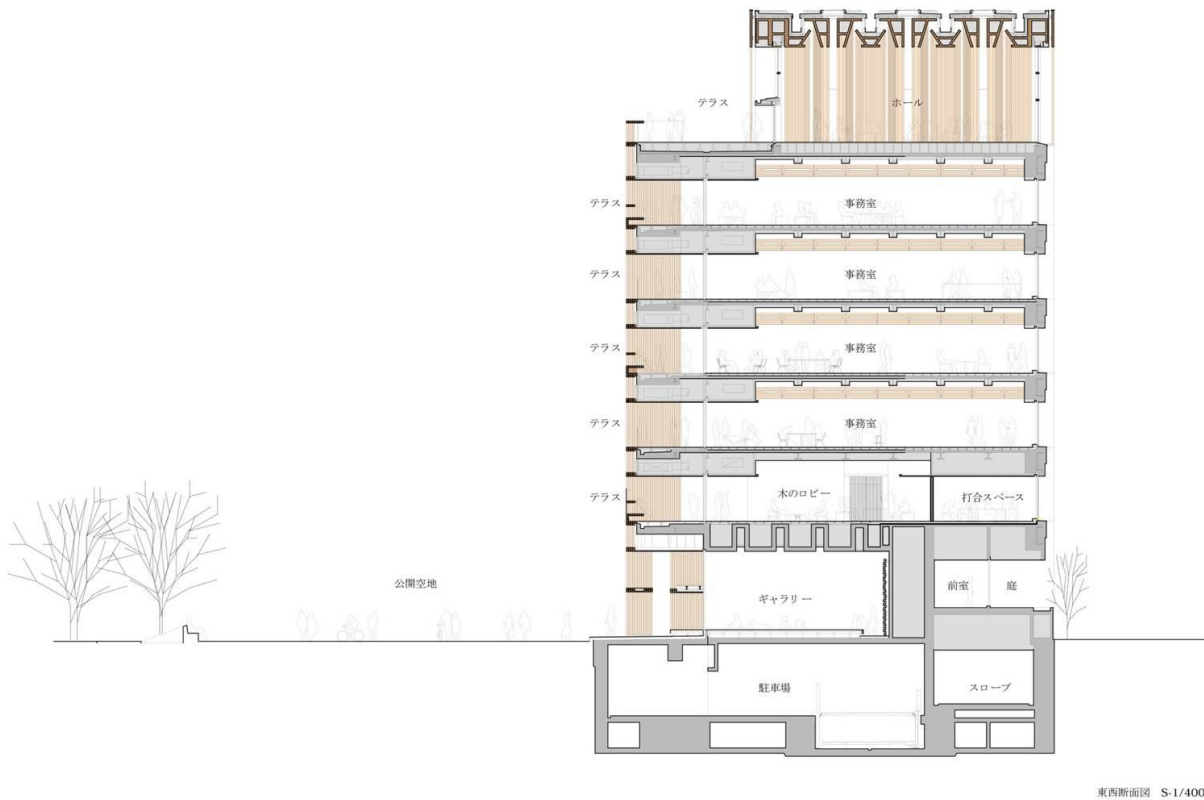 テラス
ホール
テラス
事務室
テラス
事務室
テラス
事務室
テラス
事務室
テラス
木のロビー
打合スペース
公開空地
ギャラリー
前室
庭
駐車場
スロープ
東西断面図 S-1/400